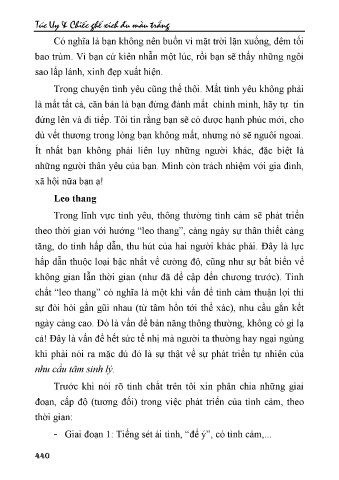 Túc Uy & Chiếc ghế xích đu màu trắng
Có nghĩa là bạn không nên buồn vì mặt trời lặn xuống, đêm tối
bao trùm. Vì bạn cứ kiên nhẫn một lúc, rồi bạn sẽ thấy những ngôi
sao lấp lánh, xinh đẹp xuất hiện.
Trong chuyện tình yêu cũng thế thôi. Mất tình yêu không phải
là mất tất cả, căn bản là bạn đừng đánh mất chính mình, hãy tự tin
đứng lên và đi tiếp. Tôi tin rằng bạn sẽ có được hạnh phúc mới, cho
dù vết thương trong lòng bạn không mất, nhưng nó sẽ nguôi ngoai.
Ít nhất bạn không phải liên lụy những người khác, đặc biệt là
những người thân yêu của bạn. Mình còn trách nhiệm với gia đình,
xã hội nữa bạn ạ!
Leo thang
Trong lĩnh vực tình yêu, thông thường tình cảm sẽ phát triển
theo thời gian với hướng “leo thang”, càng ngày sự thân thiết càng
tăng, do tính hấp dẫn, thu hút của hai người khác phái. Đây là lực
hấp dẫn thuộc loại bậc nhất về cường độ, cũng như sự bất biến về
không gian lẫn thời gian (như đã đề cập đến chương trước). Tính
chất “leo thang” có nghĩa là một khi vấn đề tình cảm thuận lợi thì
sự đòi hỏi gần gũi nhau (từ tâm hồn tới thể xác), nhu cầu gắn kết
ngày càng cao. Đó là vấn đề bản năng thông thường, không có gì lạ
cả! Đây là vấn đề hết sức tế nhị mà người ta thường hay ngại ngùng
khi phải nói ra mặc dù đó là sự thật về sự phát triển tự nhiên của
nhu cầu tâm sinh lý.
Trước khi nói rõ tính chất trên tôi xin phân chia những giai
đoạn, cấp độ (tương đối) trong việc phát triển của tình cảm, theo
thời gian:
- Giai đoạn 1: Tiếng sét ái tình, “để ý”, có tình cảm,...
440